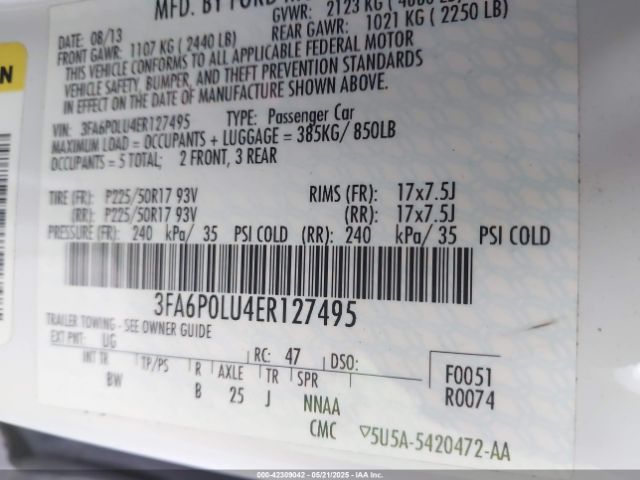 MFD. BY FORD
DATE: 08/13 GVWR: 2123 KG
FRONT GAWR: 1107 KG ( 2440 LB) REAR GAWR: 1021 KG ( 2250 LB)
THIS VEHICLE CONFORMS TO ALL APPLICABLE FEDERAL MOTOR
VEHICLE SAFETY, BUMPER, AND THEFT PREVENTION STANDARDS
IN EFFECT ON THE DATE OF MANUFACTURE SHOWN ABOVE.
VIN: 3FA6P0LU4ER127495 TYPE: Passenger Car
MAXIMUM LOAD = OCCUPANTS + LUGGAGE = 385KG/ 850LB
OCCUPANTS = 5 TOTAL; 2 FRONT, 3 REAR
TIRE (FR): P225/50R17 93V RIMS (FR): 17x7.5J
(RR): P225/50R17 93V (RR): 17x7.5J
PRESSURE (FR): 240 kPa/ 35 PSI COLD (RR): 240 kPa/ 35 PSI COLD
3FA6P0LU4ER127495
TRAILER TOWING - SEE OWNER GUIDE
EXT PNT: UG RC: 47 DSO:
INT TR TP/PS R AXLE TR SPR F0051
BW B 25 J NNAA R0074
CMC ▽5U5A-5420472-AA
000-42309042 - 05/21/2025 - IAAI.COM